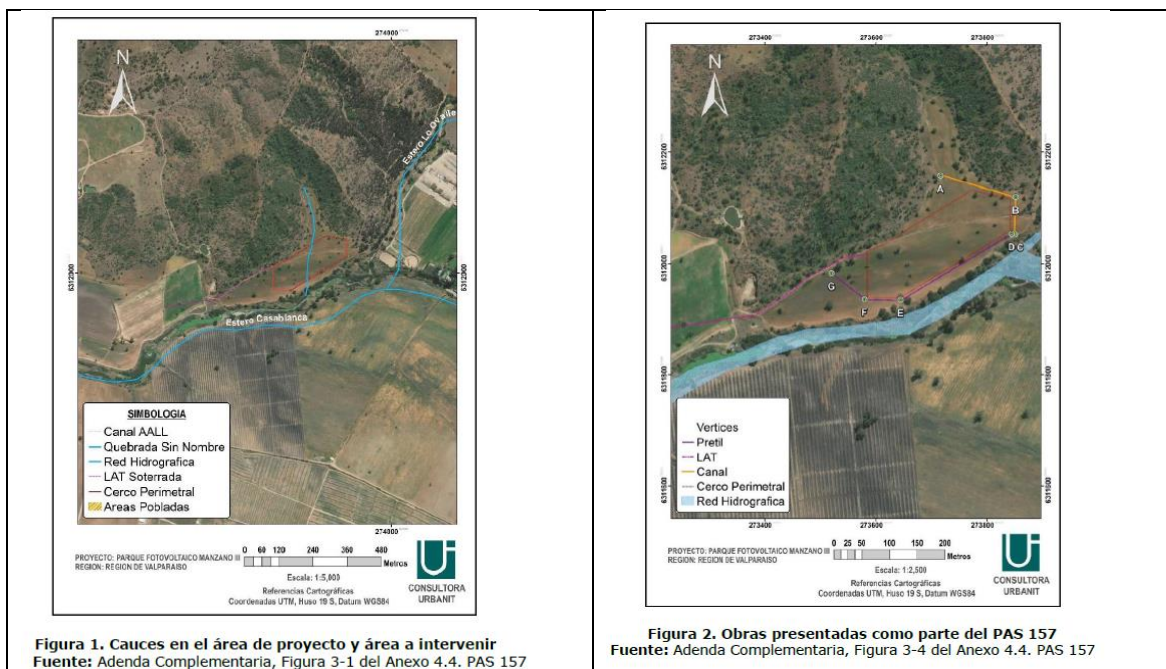 274000
N
Estero Lo Ovalle
6312000
6312000
Estero Casablanca
SIMBOLOGIA
Canal AALL
Quebrada Sin Nombre
Red Hidrografica
LAT Soterrada
Cerco Perimetral
Areas Pobladas
274000
PROYECTO: PARQUE FOTOVOLTAICO MANZANO III
REGION: REGION DE VALPARAISO
0 60 120 240 360 480
Metros
Escala: 1:5,000
Referencias Cartográficas
Coordenadas UTM, Huso 19 S, Datum WGS84
CONSULTORA
URBANIT
Figura 1. Cauces en el área de proyecto y área a intervenir
Fuente: Adenda Complementaria, Figura 3-1 del Anexo 4.4. PAS 157
273400 273600 273800
N
6312200
6312200
A
B
D C
6312000
6312000
G
F
E
6311800
6311800
Vertices
Pretil
LAT
Canal
Cerco Perimetral
Red Hidrografica
6311600
6311600
273400 273600 273800
PROYECTO: PARQUE FOTOVOLTAICO MANZANO III
REGION: REGION DE VALPARAISO
0 25 50 100 150 200
Metros
Escala: 1:2,500
Referencias Cartográficas
Coordenadas UTM, Huso 19 S, Datum WGS84
CONSULTORA
URBANIT
Figura 2. Obras presentadas como parte del PAS 157
Fuente: Adenda Complementaria, Figura 3-4 del Anexo 4.4. PAS 157